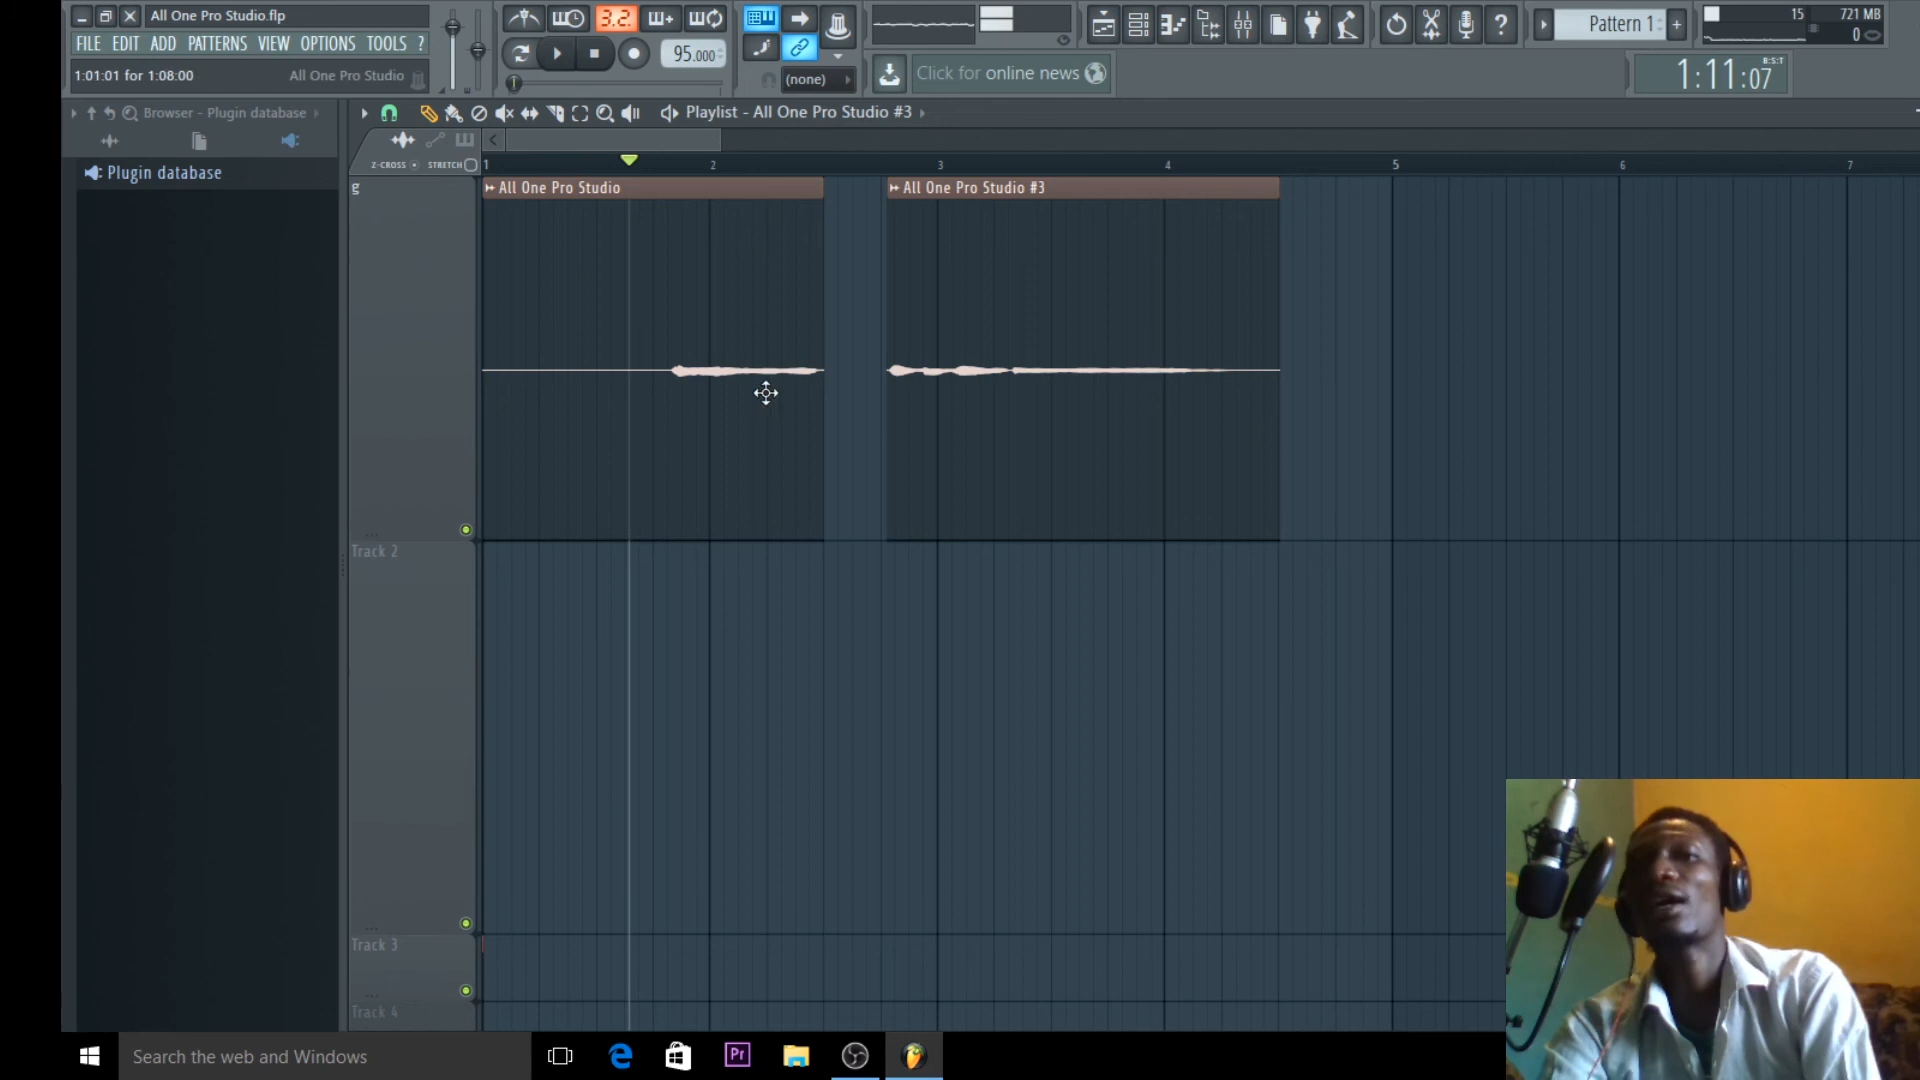 All One Pro Studio.flp
FILE EDIT ADD PATTERNS VIEW OPTIONS TOOLS ?
1:01:01 for 1:08:00 All One Pro Studio
3.2.
95.000
(none)
Click for online news
Pattern 1
15 721 MB
0
B:S:T
1:11:07
Browser - Plugin database
Plugin database
Playlist - All One Pro Studio #3
Z-CROSS STRETCH
1 2 3 4 5 6 7
g
All One Pro Studio
All One Pro Studio #3
Track 2
Track 3
Track 4
Search the web and Windows
Pr